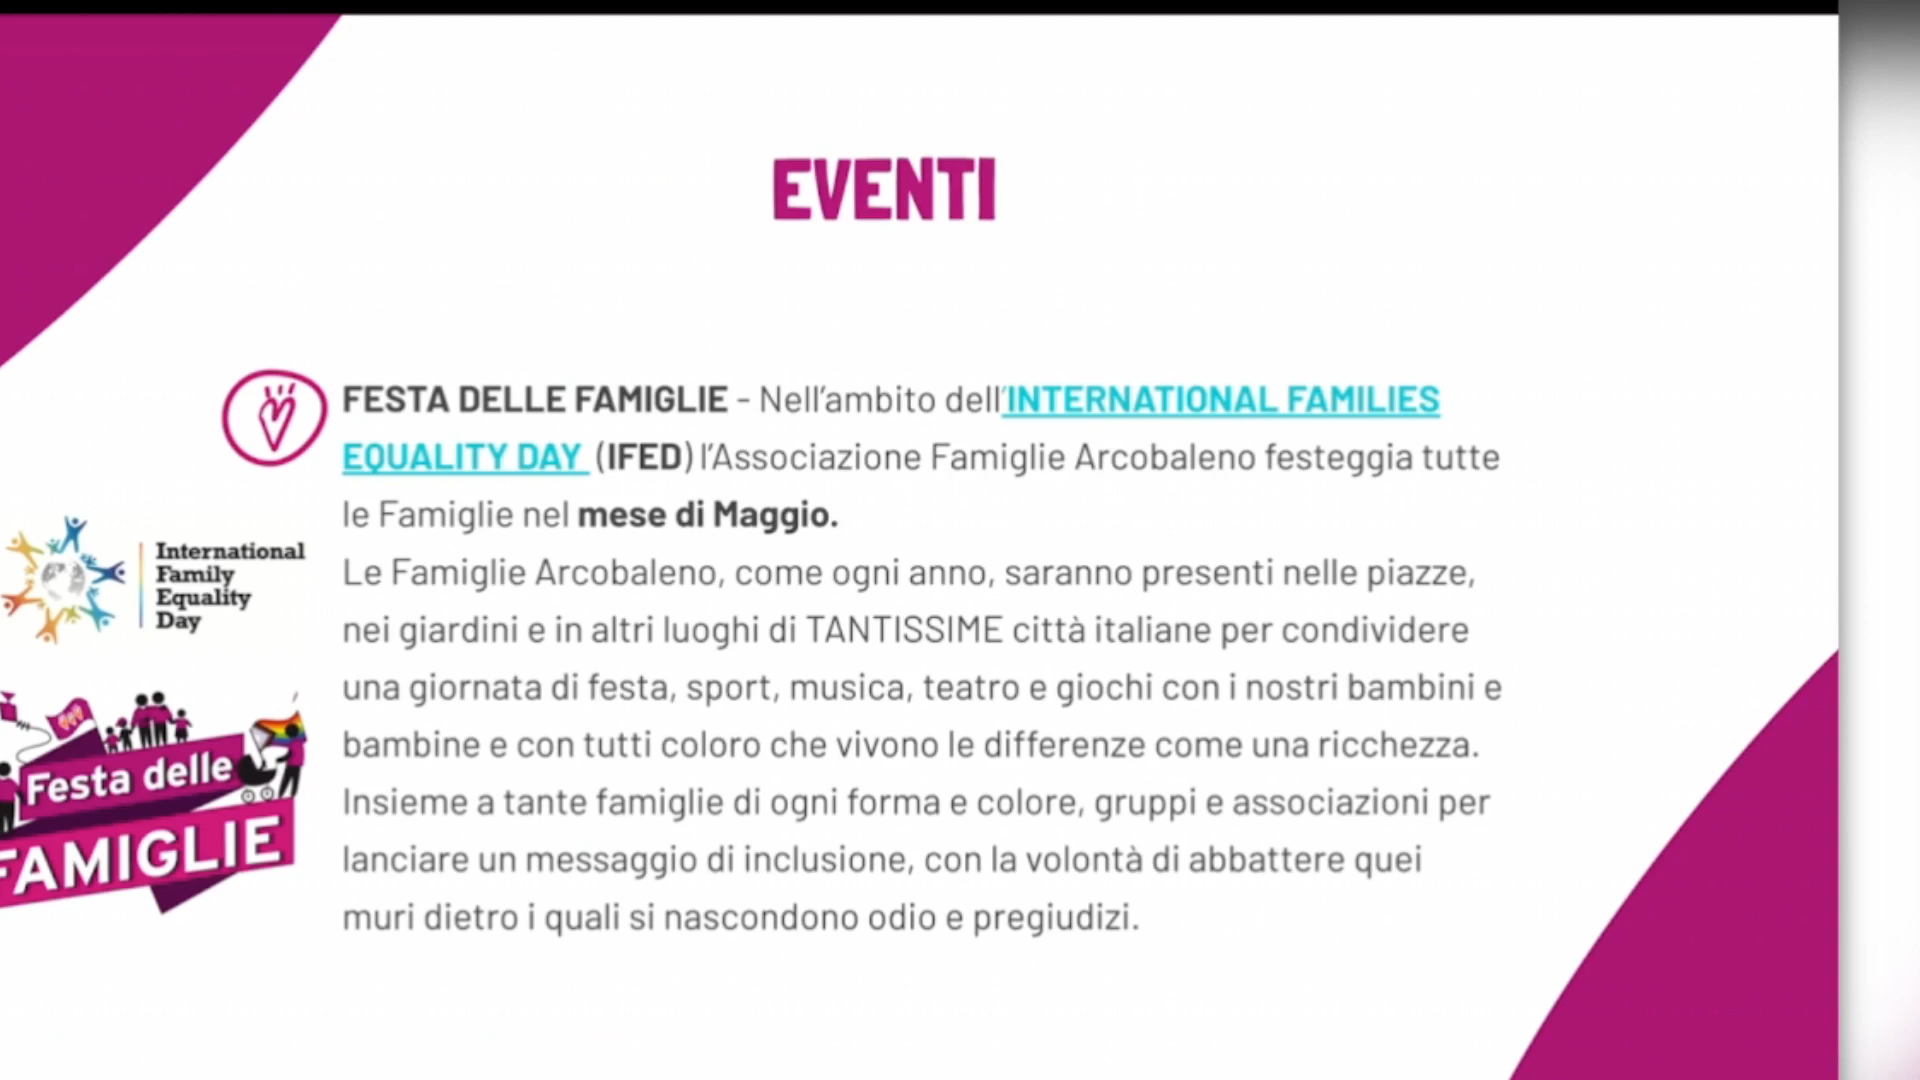 EVENTI
FESTA DELLE FAMIGLIE - Nell'ambito dell'INTERNATIONAL FAMILIES
EQUALITY DAY (IFED) l'Associazione Famiglie Arcobaleno festeggia tutte
le Famiglie nel mese di Maggio.
Le Famiglie Arcobaleno, come ogni anno, saranno presenti nelle piazze,
nei giardini e in altri luoghi di TANTISSIME città italiane per condividere
una giornata di festa, sport, musica, teatro e giochi con i nostri bambini e
bambine e con tutti coloro che vivono le differenze come una ricchezza.
Insieme a tante famiglie di ogni forma e colore, gruppi e associazioni per
lanciare un messaggio di inclusione, con la volontà di abbattere quei
muri dietro i quali si nascondono odio e pregiudizi.
International
Family
Equality
Day
Festa delle
FAMIGLIE